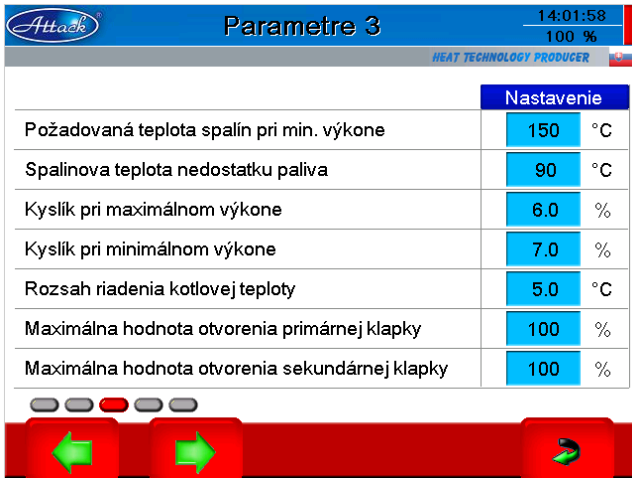 Attack
Parametre 3
14:01:58
100 %
HEAT TECHNOLOGY PRODUCER
Nastavenie
Požadovaná teplota spalín pri min. výkone 150 °C
Spalinova teplota nedostatku paliva 90 °C
Kyslík pri maximálnom výkone 6.0 %
Kyslík pri minimálnom výkone 7.0 %
Rozsah riadenia kotlovej teploty 5.0 °C
Maximálna hodnota otvorenia primárnej klapky 100 %
Maximálna hodnota otvorenia sekundárnej klapky 100 %